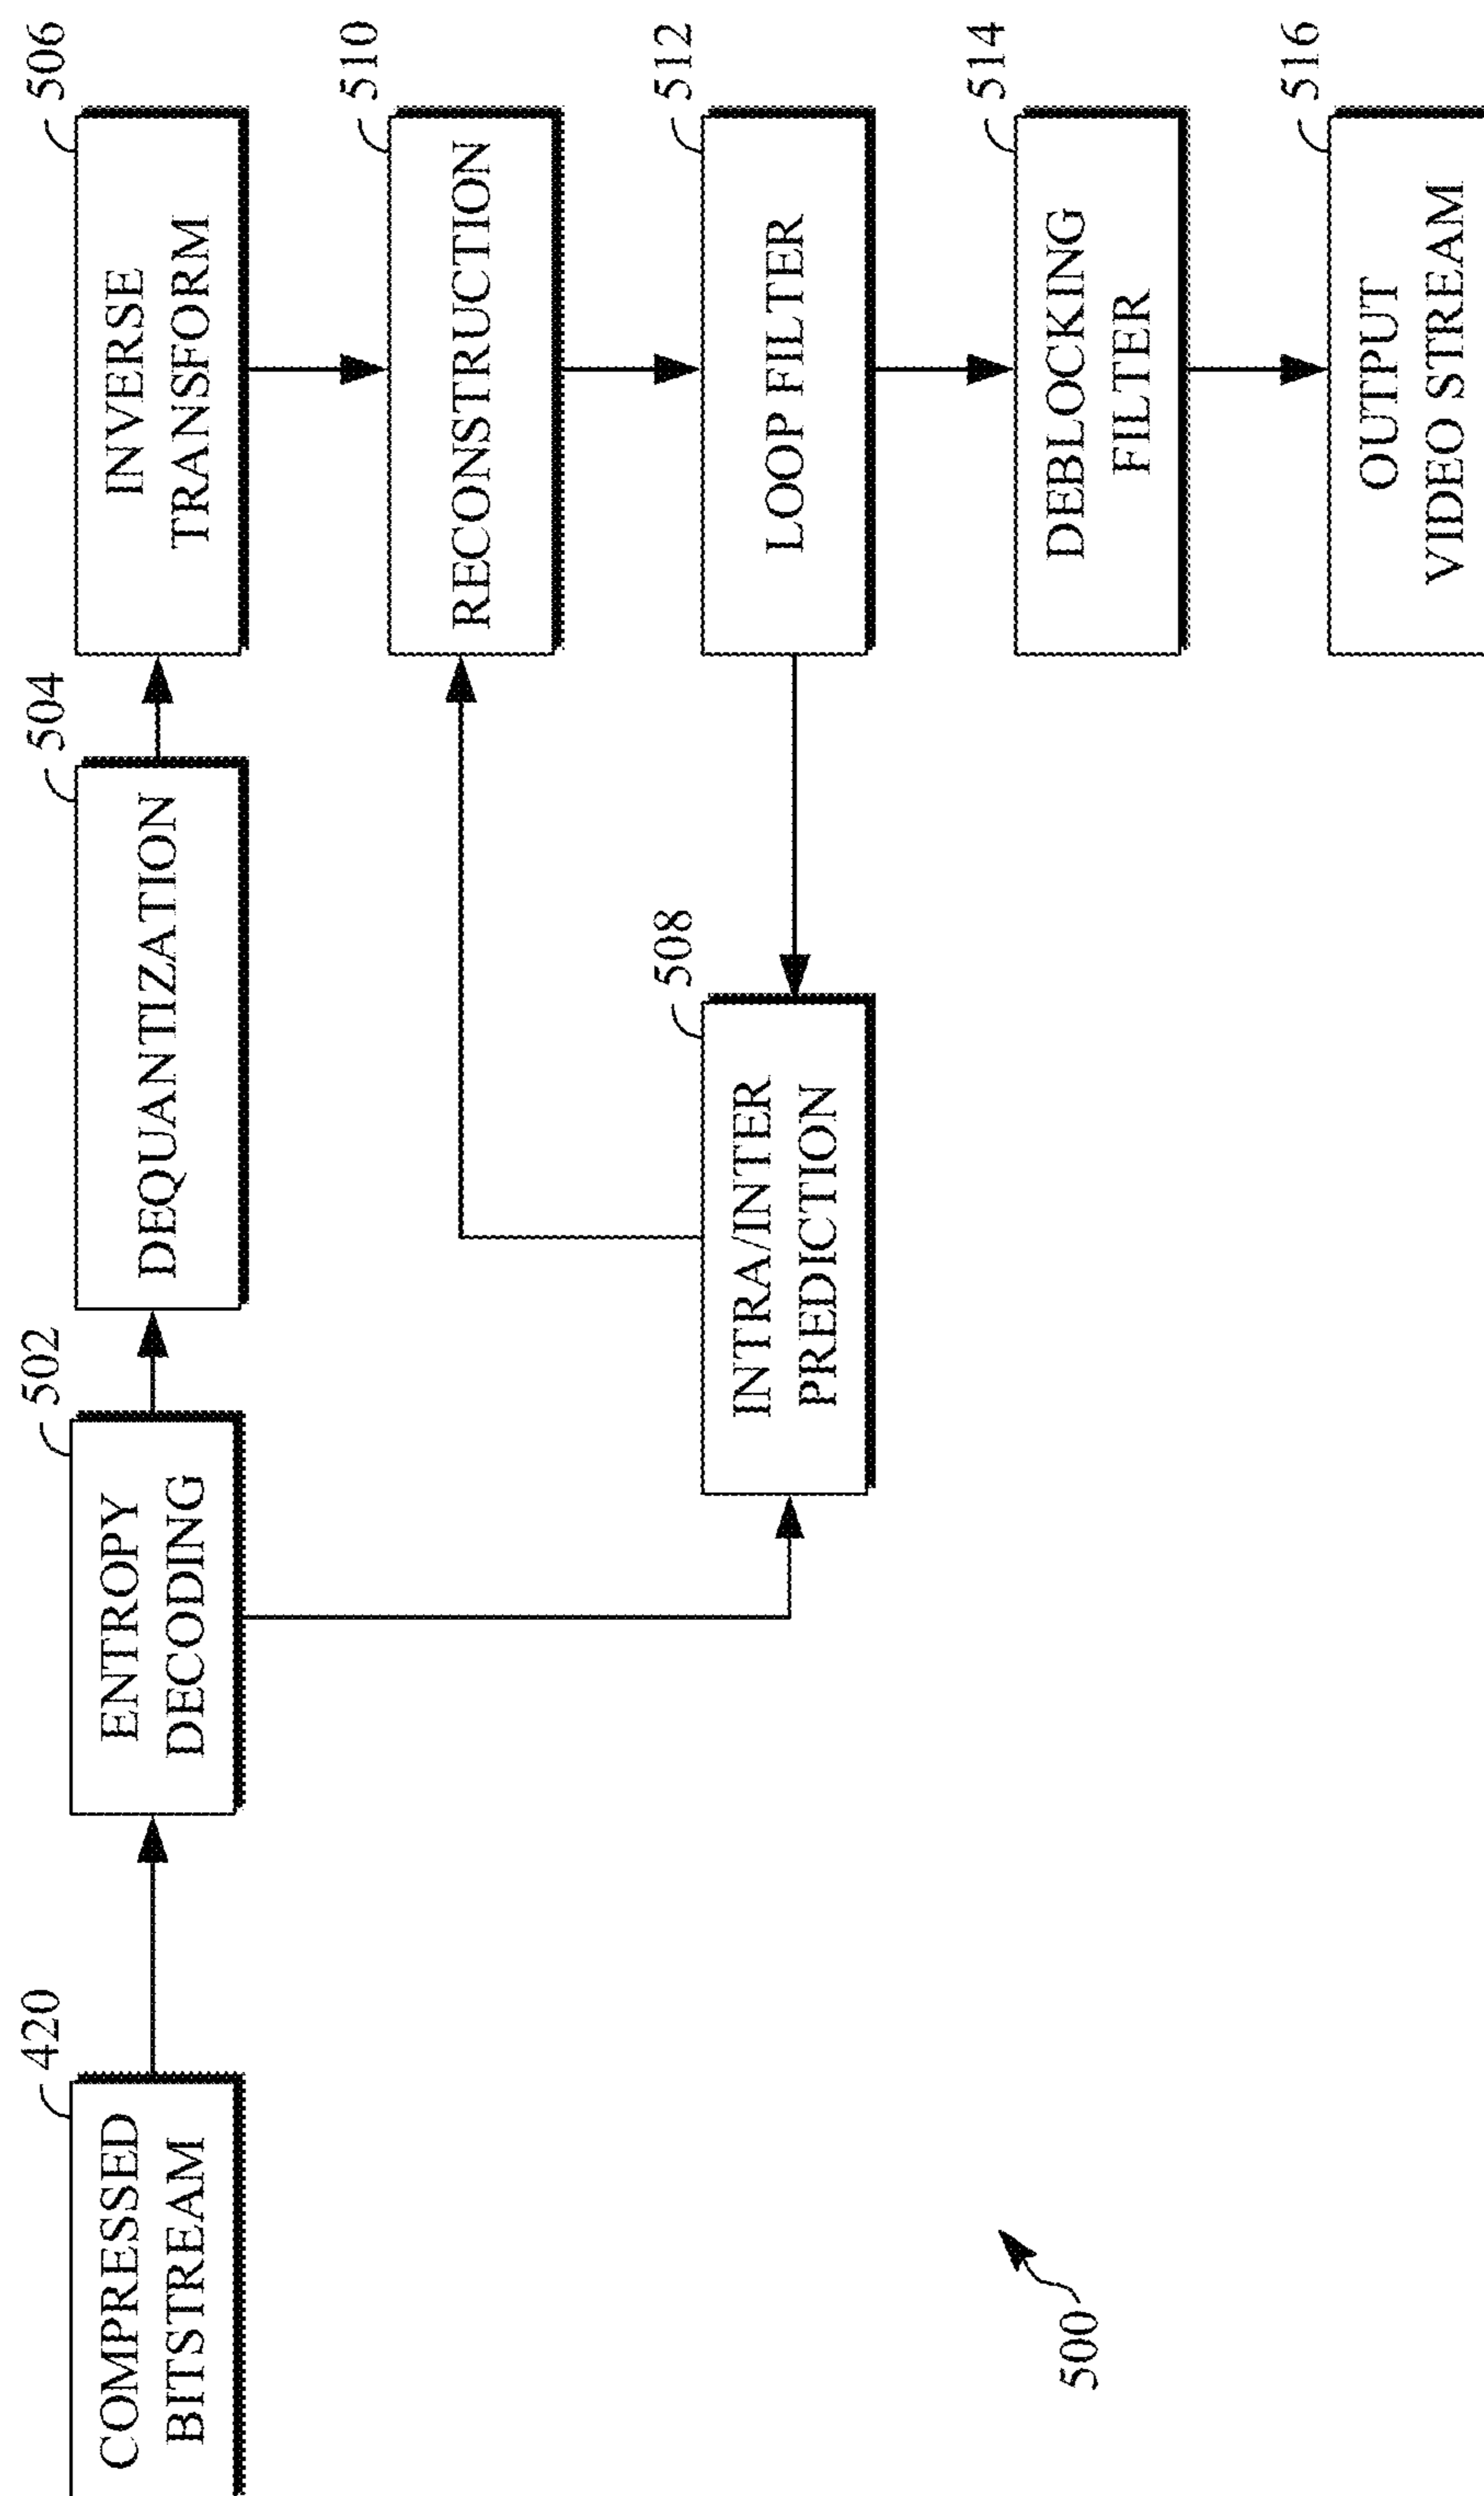 420
COMPRESSED
BITSTREAM
502
ENTROPY
DECODING
504
DEQUANTIZATION
506
INVERSE
TRANSFORM
510
RECONSTRUCTION
508
INTRA/INTER
PREDICTION
512
LOOP FILTER
514
DEBLOCKING
FILTER
516
OUTPUT
VIDEO STREAM
500